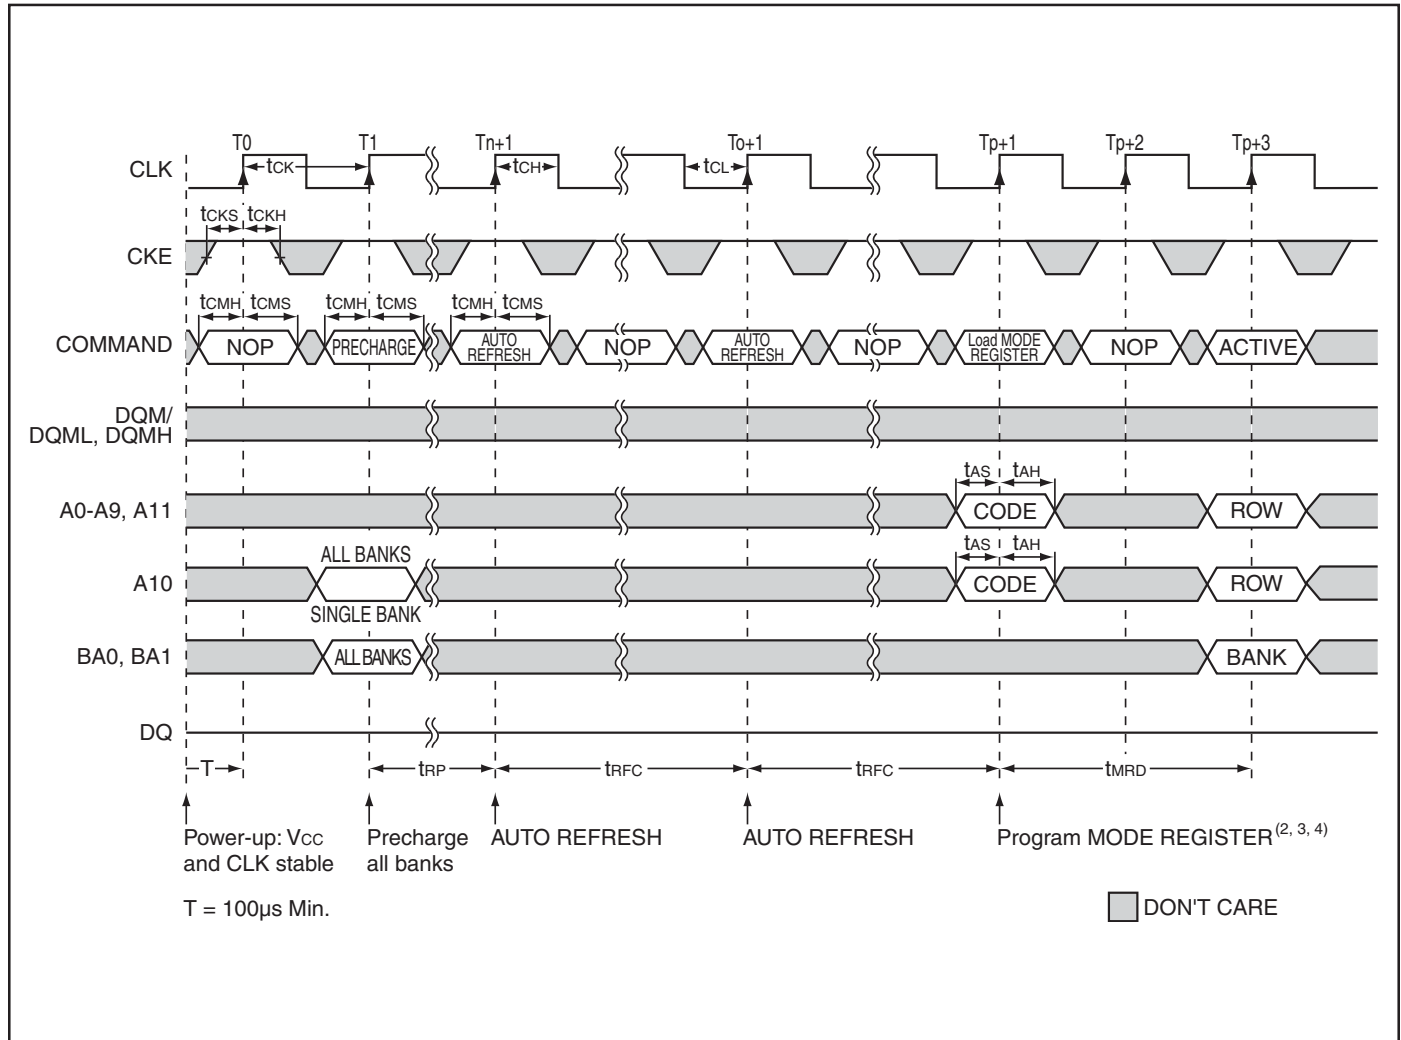 T0 T1 Tn+1 To+1 Tp+1 Tp+2 Tp+3
CLK tCK tCH tCL
tCKS tCKH
CKE
tCMH tCMS tCMH tCMS tCMH tCMS
COMMAND NOP PRECHARGE AUTO REFRESH NOP AUTO REFRESH NOP Load MODE REGISTER NOP ACTIVE
DQM/
DQML, DQMH
tAS tAH
A0-A9, A11 CODE ROW
ALL BANKS tAS tAH
A10 CODE ROW
SINGLE BANK
BA0, BA1 ALL BANKS BANK
DQ
T tRP tRFC tRFC tMRD
Power-up: VCC
and CLK stable
Precharge
all banks
AUTO REFRESH
AUTO REFRESH
Program MODE REGISTER(2, 3, 4)
T = 100µs Min.
DON'T CARE